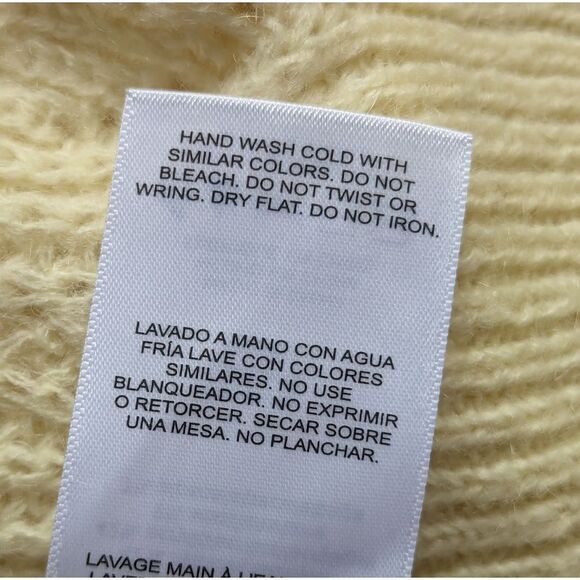 HAND WASH COLD WITH
SIMILAR COLORS. DO NOT
BLEACH. DO NOT TWIST OR
WRING. DRY FLAT. DO NOT IRON.
LAVADO A MANO CON AGUA
FRÍA LAVE CON COLORES
SIMILARES. NO USE
BLANQUEADOR. NO EXPRIMIR
O RETORCER. SECAR SOBRE
UNA MESA. NO PLANCHAR.
LAVAGE MAIN À